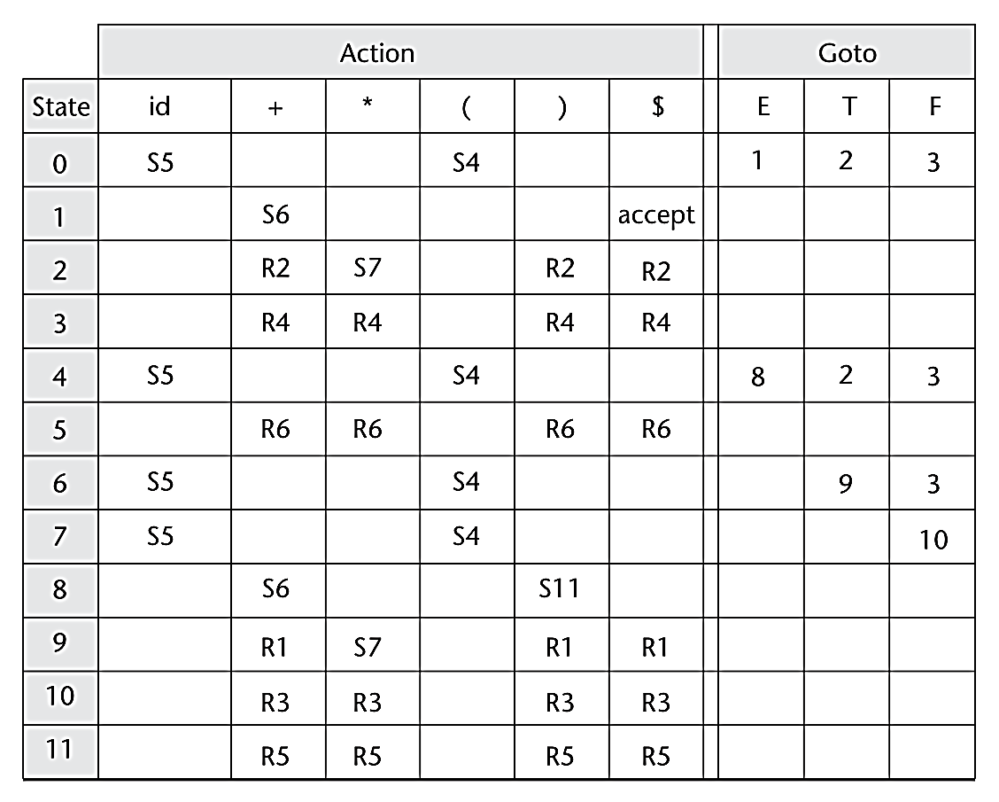 Action Goto
State id + * ( ) $ E T F
0 S5 S4 1 2 3
1 S6 accept
2 R2 S7 R2 R2
3 R4 R4 R4 R4
4 S5 S4 8 2 3
5 R6 R6 R6 R6
6 S5 S4 9 3
7 S5 S4 10
8 S6 S11
9 R1 S7 R1 R1
10 R3 R3 R3 R3
11 R5 R5 R5 R5